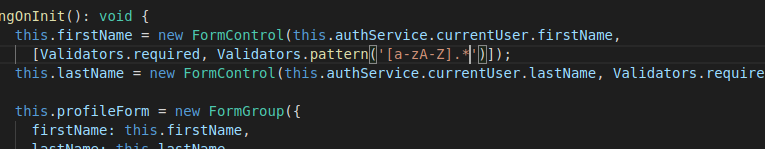 ngOnInit(): void {
this.firstName = new FormControl(this.authService.currentUser.firstName,
[Validators.required, Validators.pattern('[a-zA-Z].*')]);
this.lastName = new FormControl(this.authService.currentUser.lastName, Validators.require
this.profileForm = new FormGroup({
firstName: this.firstName,
lastName: this.lastName